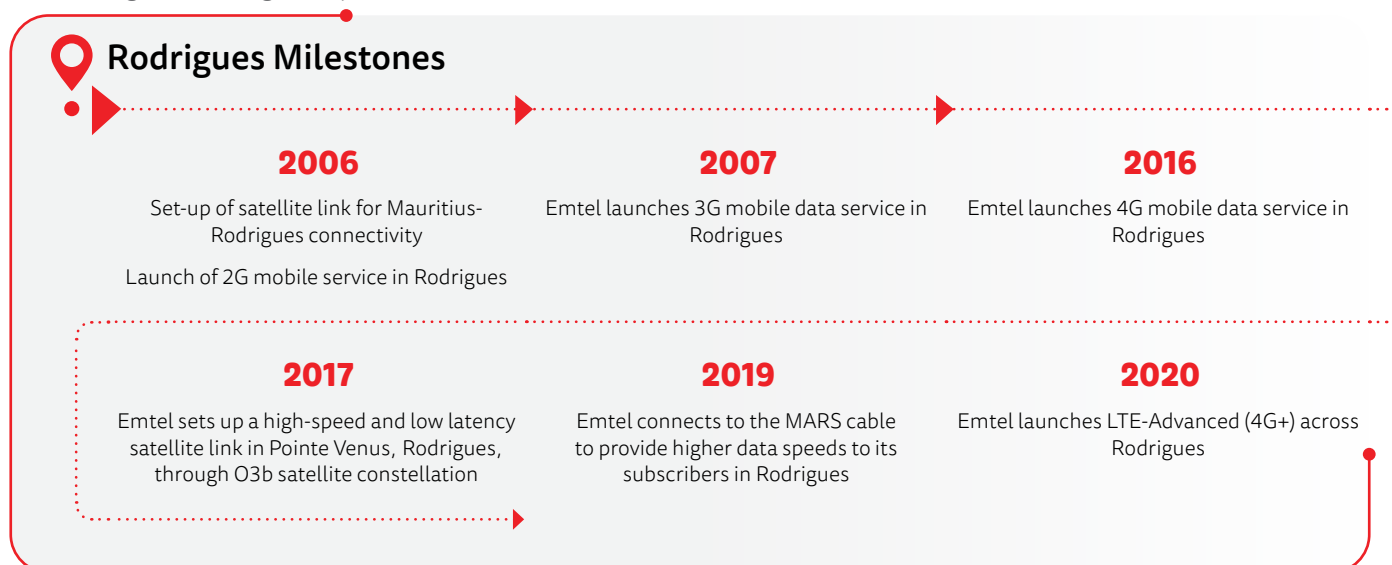 Rodrigues Milestones
2006
Set-up of satellite link for Mauritius-
Rodrigues connectivity
Launch of 2G mobile service in Rodrigues
2007
Emtel launches 3G mobile data service in
Rodrigues
2016
Emtel launches 4G mobile data service in
Rodrigues
2017
Emtel sets up a high-speed and low latency
satellite link in Pointe Venus, Rodrigues,
through O3b satellite constellation
2019
Emtel connects to the MARS cable
to provide higher data speeds to its
subscribers in Rodrigues
2020
Emtel launches LTE-Advanced (4G+) across
Rodrigues